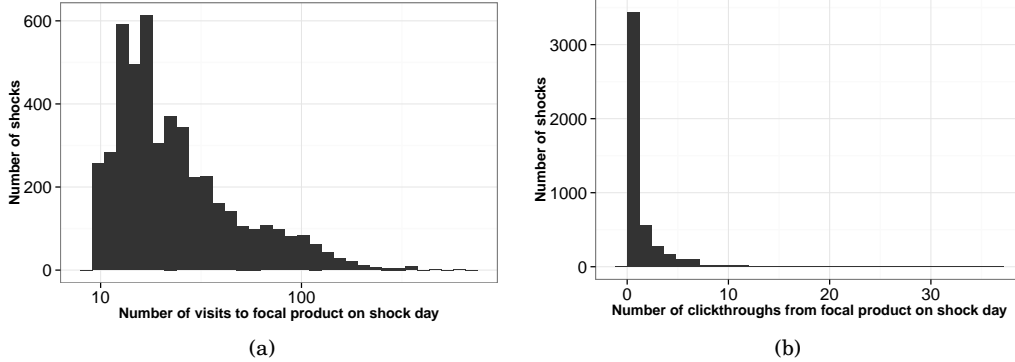 600
400
200
0
Number of shocks
10
100
Number of visits to focal product on shock day
(a)
3000
2000
1000
0
Number of shocks
0
10
20
30
Number of clickthroughs from focal product on shock day
(b)